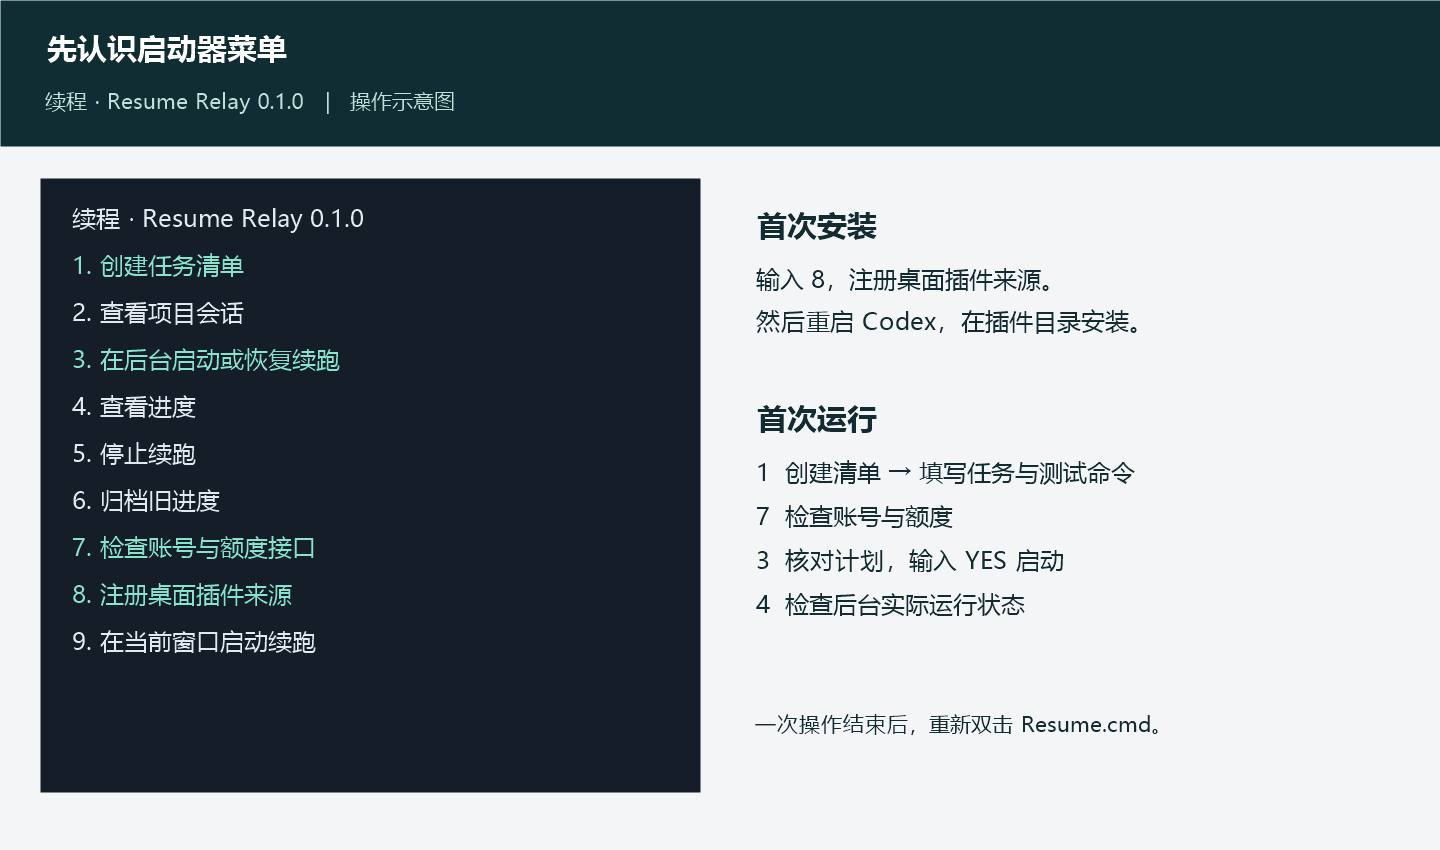 先认识启动器菜单
续程 · Resume Relay 0.1.0 | 操作示意图
续程 · Resume Relay 0.1.0
1. 创建任务清单
2. 查看项目会话
3. 在后台启动或恢复续跑
4. 查看进度
5. 停止续跑
6. 归档旧进度
7. 检查账号与额度接口
8. 注册桌面插件来源
9. 在当前窗口启动续跑
首次安装
输入 8，注册桌面插件来源。
然后重启 Codex，在插件目录安装。
首次运行
1 创建清单 → 填写任务与测试命令
7 检查账号与额度
3 核对计划，输入 YES 启动
4 检查后台实际运行状态
一次操作结束后，重新双击 Resume.cmd。